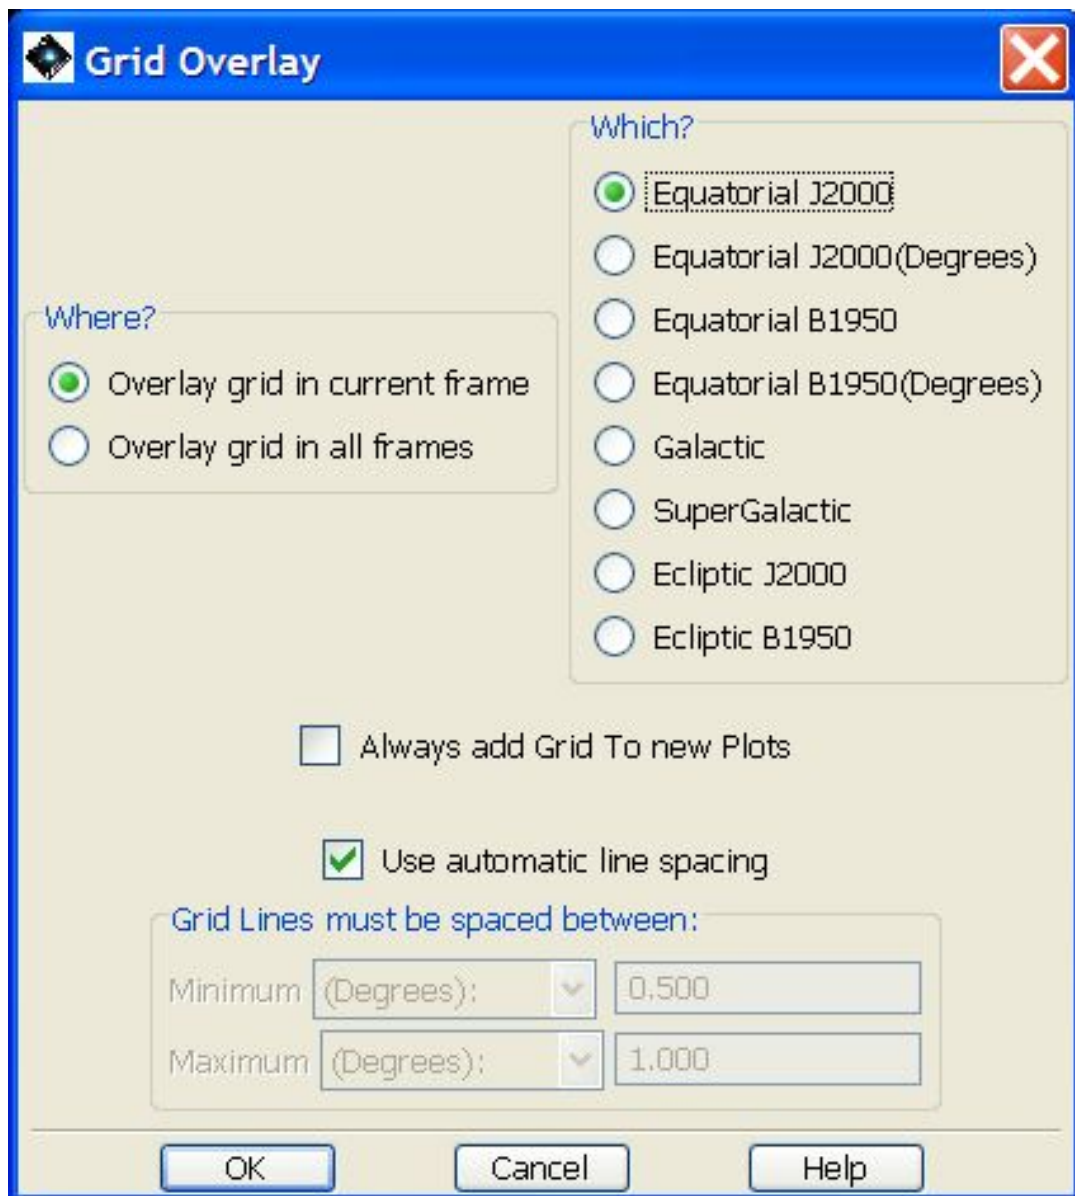 Grid Overlay
Which?
Equatorial J2000
Equatorial J2000(Degrees)
Equatorial B1950
Equatorial B1950(Degrees)
Galactic
SuperGalactic
Ecliptic J2000
Ecliptic B1950
Where?
Overlay grid in current frame
Overlay grid in all frames
Always add Grid To new Plots
Use automatic line spacing
Grid Lines must be spaced between:
Minimum (Degrees): 0.500
Maximum (Degrees): 1.000
OK Cancel Help